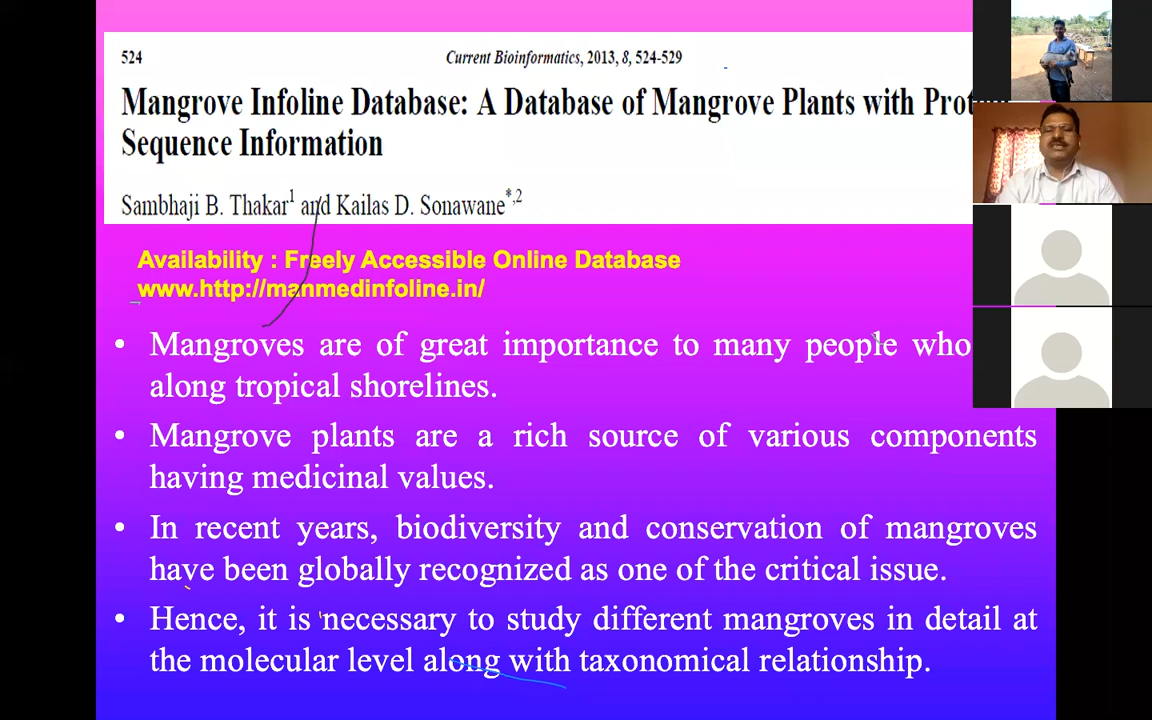 524
Current Bioinformatics, 2013, 8, 524-529
Mangrove Infoline Database: A Database of Mangrove Plants with
Sequence Information
Sambhaji B. Thakar1 and Kailas D. Sonawane*,2
Availability : Freely Accessible Online Database
www.http://manmedinfoline.in/
• Mangroves are of great importance to many people who
along tropical shorelines.
• Mangrove plants are a rich source of various components
having medicinal values.
• In recent years, biodiversity and conservation of mangroves
have been globally recognized as one of the critical issue.
• Hence, it is necessary to study different mangroves in detail at
the molecular level along with taxonomical relationship.